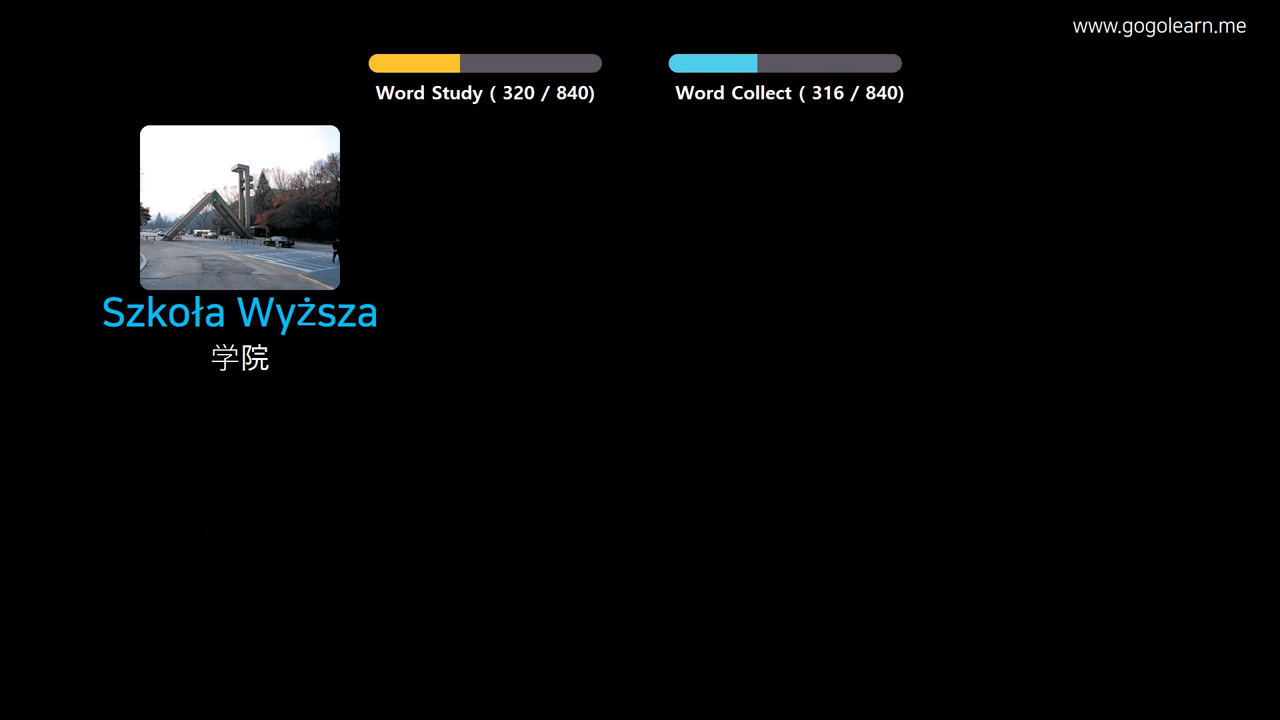 www.gogolearn.me
Word Study ( 320 / 840)
Word Collect ( 316 / 840)
Szkoła Wyższa
学院